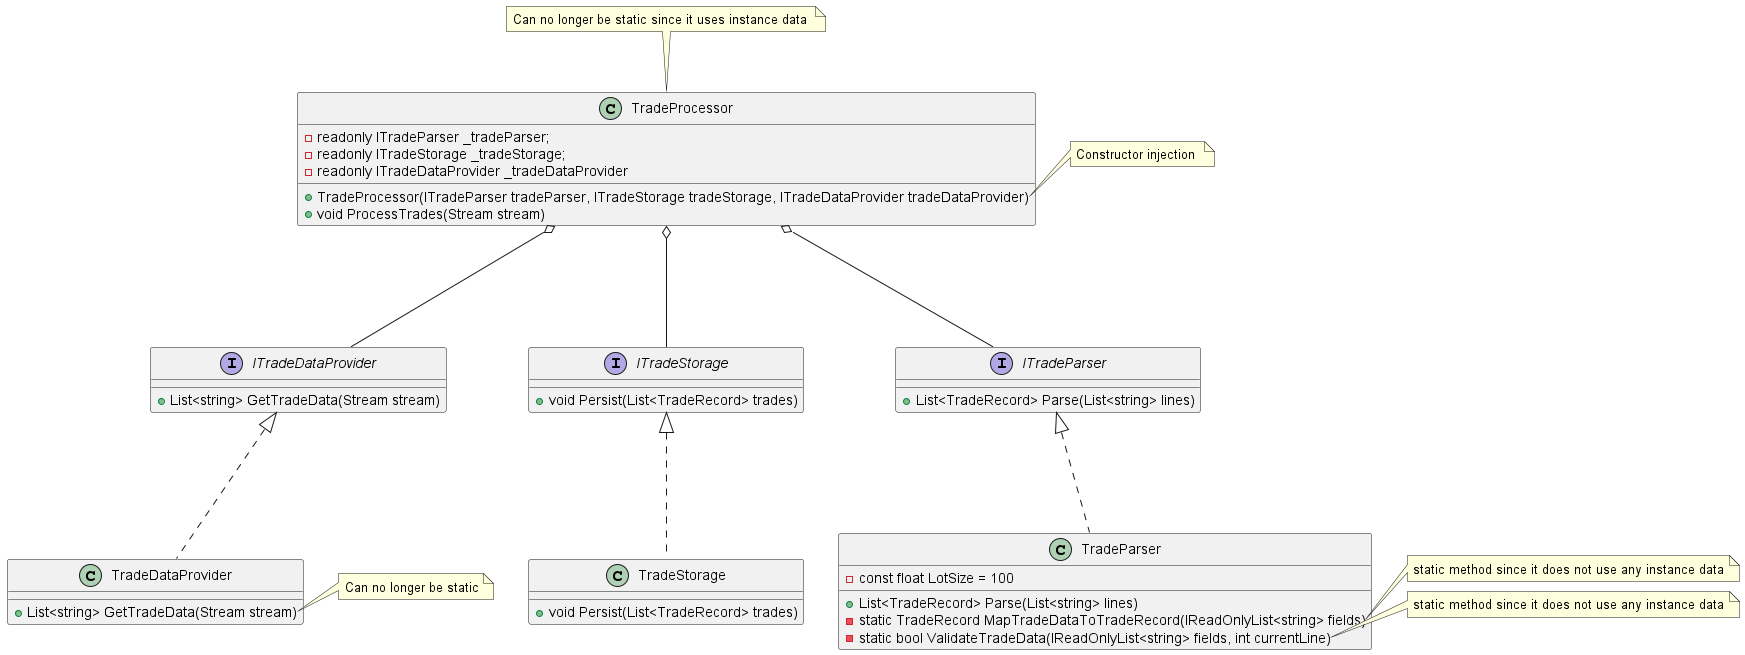 Can no longer be static since it uses instance data
C TradeProcessor
readonly ITradeParser _tradeParser;
readonly ITradeStorage _tradeStorage;
readonly ITradeDataProvider _tradeDataProvider
Constructor injection
TradeProcessor(ITradeParser tradeParser, ITradeStorage tradeStorage, ITradeDataProvider tradeDataProvider)
void ProcessTrades(Stream stream)
I ITradeDataProvider
List<string> GetTradeData(Stream stream)
I ITradeStorage
void Persist(List<TradeRecord> trades)
I ITradeParser
List<TradeRecord> Parse(List<string> lines)
C TradeDataProvider
List<string> GetTradeData(Stream stream)
Can no longer be static
C TradeStorage
void Persist(List<TradeRecord> trades)
C TradeParser
const float LotSize = 100
List<TradeRecord> Parse(List<string> lines)
static TradeRecord MapTradeDataToTradeRecord(IReadOnlyList<string> fields)
static bool ValidateTradeData(IReadOnlyList<string> fields, int currentLine)
static method since it does not use any instance data
static method since it does not use any instance data